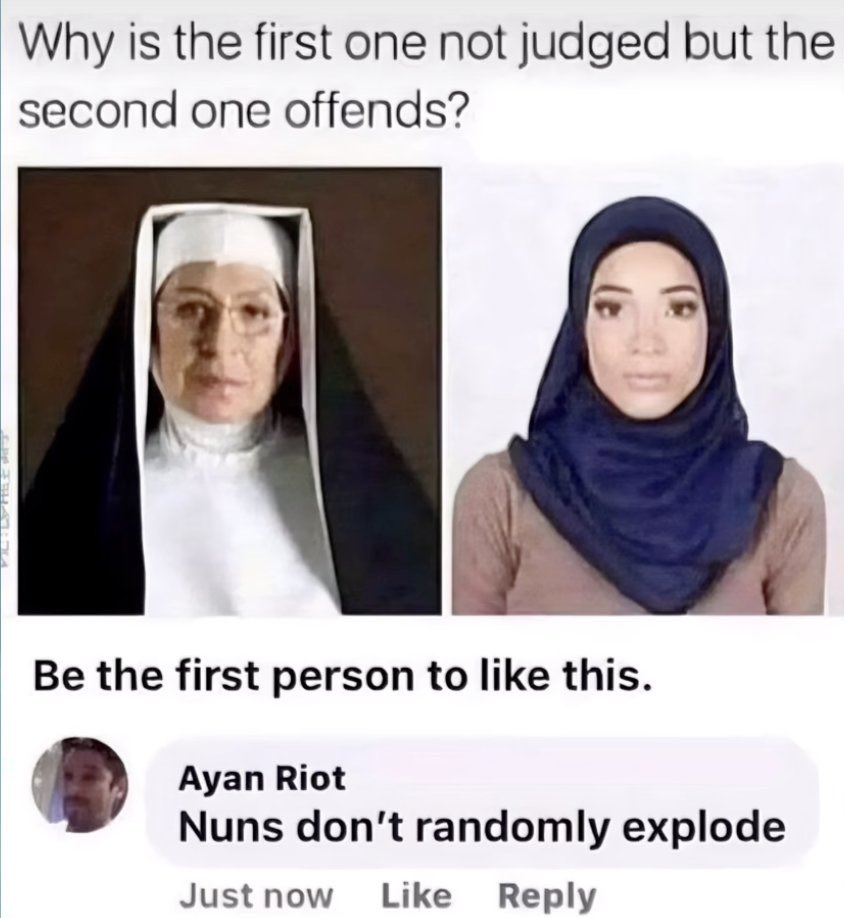 Why is the first one not judged but the
second one offends?
Be the first person to like this.
Ayan Riot
Nuns don't randomly explode
Just now Like Reply